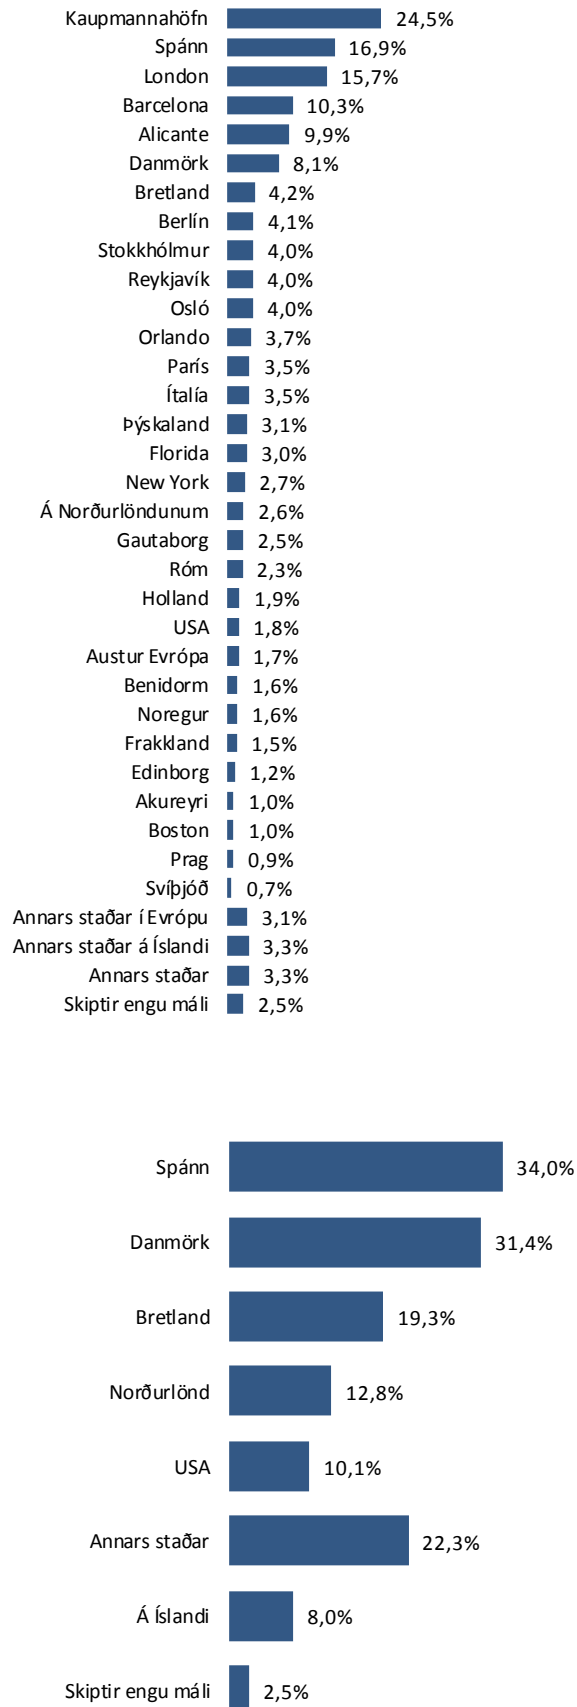 Kaupmannahöfn 24,5%
Spánn 16,9%
London 15,7%
Barcelona 10,3%
Alicante 9,9%
Danmörk 8,1%
Bretland 4,2%
Berlín 4,1%
Stokkhólmur 4,0%
Reykjavík 4,0%
Osló 4,0%
Orlando 3,7%
París 3,5%
Ítalía 3,5%
Þýskaland 3,1%
Florida 3,0%
New York 2,7%
Á Norðurlöndunum 2,6%
Gautaborg 2,5%
Róm 2,3%
Holland 1,9%
USA 1,8%
Austur Evrópa 1,7%
Benidorm 1,6%
Noregur 1,6%
Frakkland 1,5%
Edinborg 1,2%
Akureyri 1,0%
Boston 1,0%
Prag 0,9%
Svíþjóð 0,7%
Annars staðar í Evrópu 3,1%
Annars staðar á Íslandi 3,3%
Annars staðar 3,3%
Skiptir engu máli 2,5%
Spánn 34,0%
Danmörk 31,4%
Bretland 19,3%
Norðurlönd 12,8%
USA 10,1%
Annars staðar 22,3%
Á Íslandi 8,0%
Skiptir engu máli 2,5%